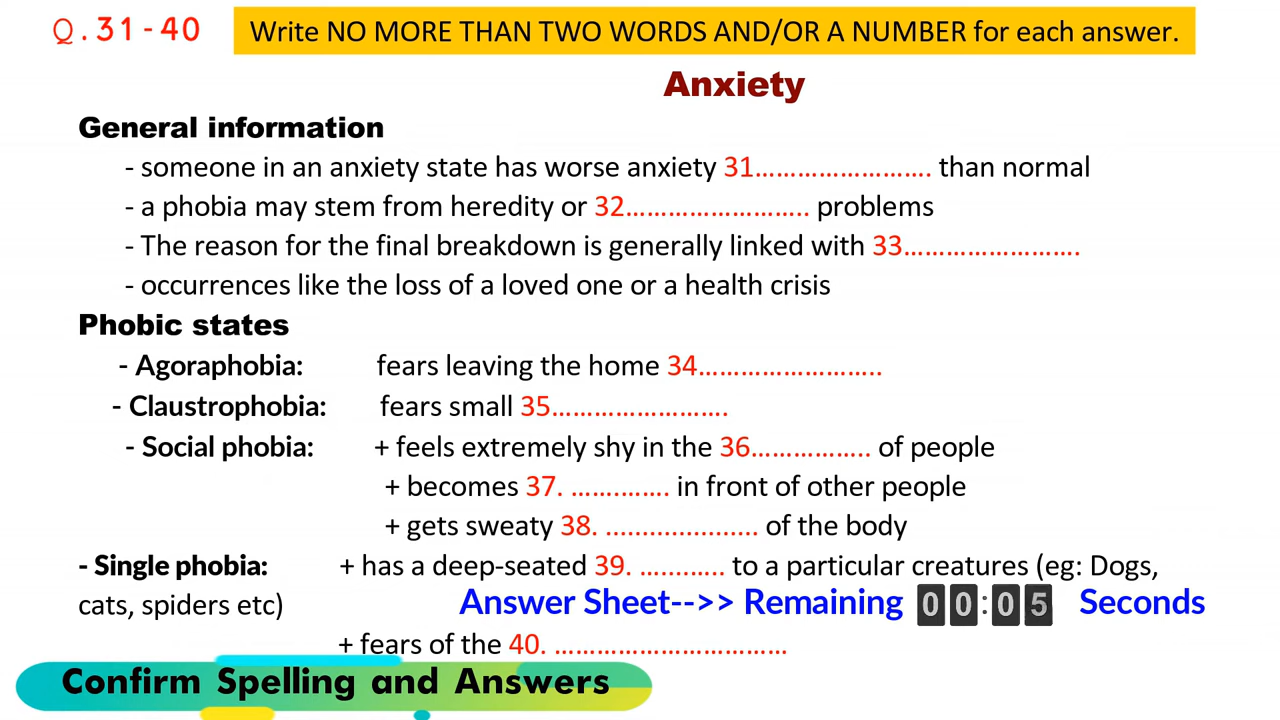 Q.31-40 Write NO MORE THAN TWO WORDS AND/OR A NUMBER for each answer.
Anxiety
General information
- someone in an anxiety state has worse anxiety 31……………………. than normal
- a phobia may stem from heredity or 32…………………….. problems
- The reason for the final breakdown is generally linked with 33………………….
- occurrences like the loss of a loved one or a health crisis
Phobic states
- Agoraphobia: fears leaving the home 34……………………..
- Claustrophobia: fears small 35…………………….
- Social phobia: + feels extremely shy in the 36…………….. of people
+ becomes 37. …………. in front of other people
+ gets sweaty 38. ..................... of the body
- Single phobia: + has a deep-seated 39. ……….. to a particular creatures (eg: Dogs,
cats, spiders etc)
Answer Sheet-->> Remaining 00:05 Seconds
+ fears of the 40. ……………………………
Confirm Spelling and Answers